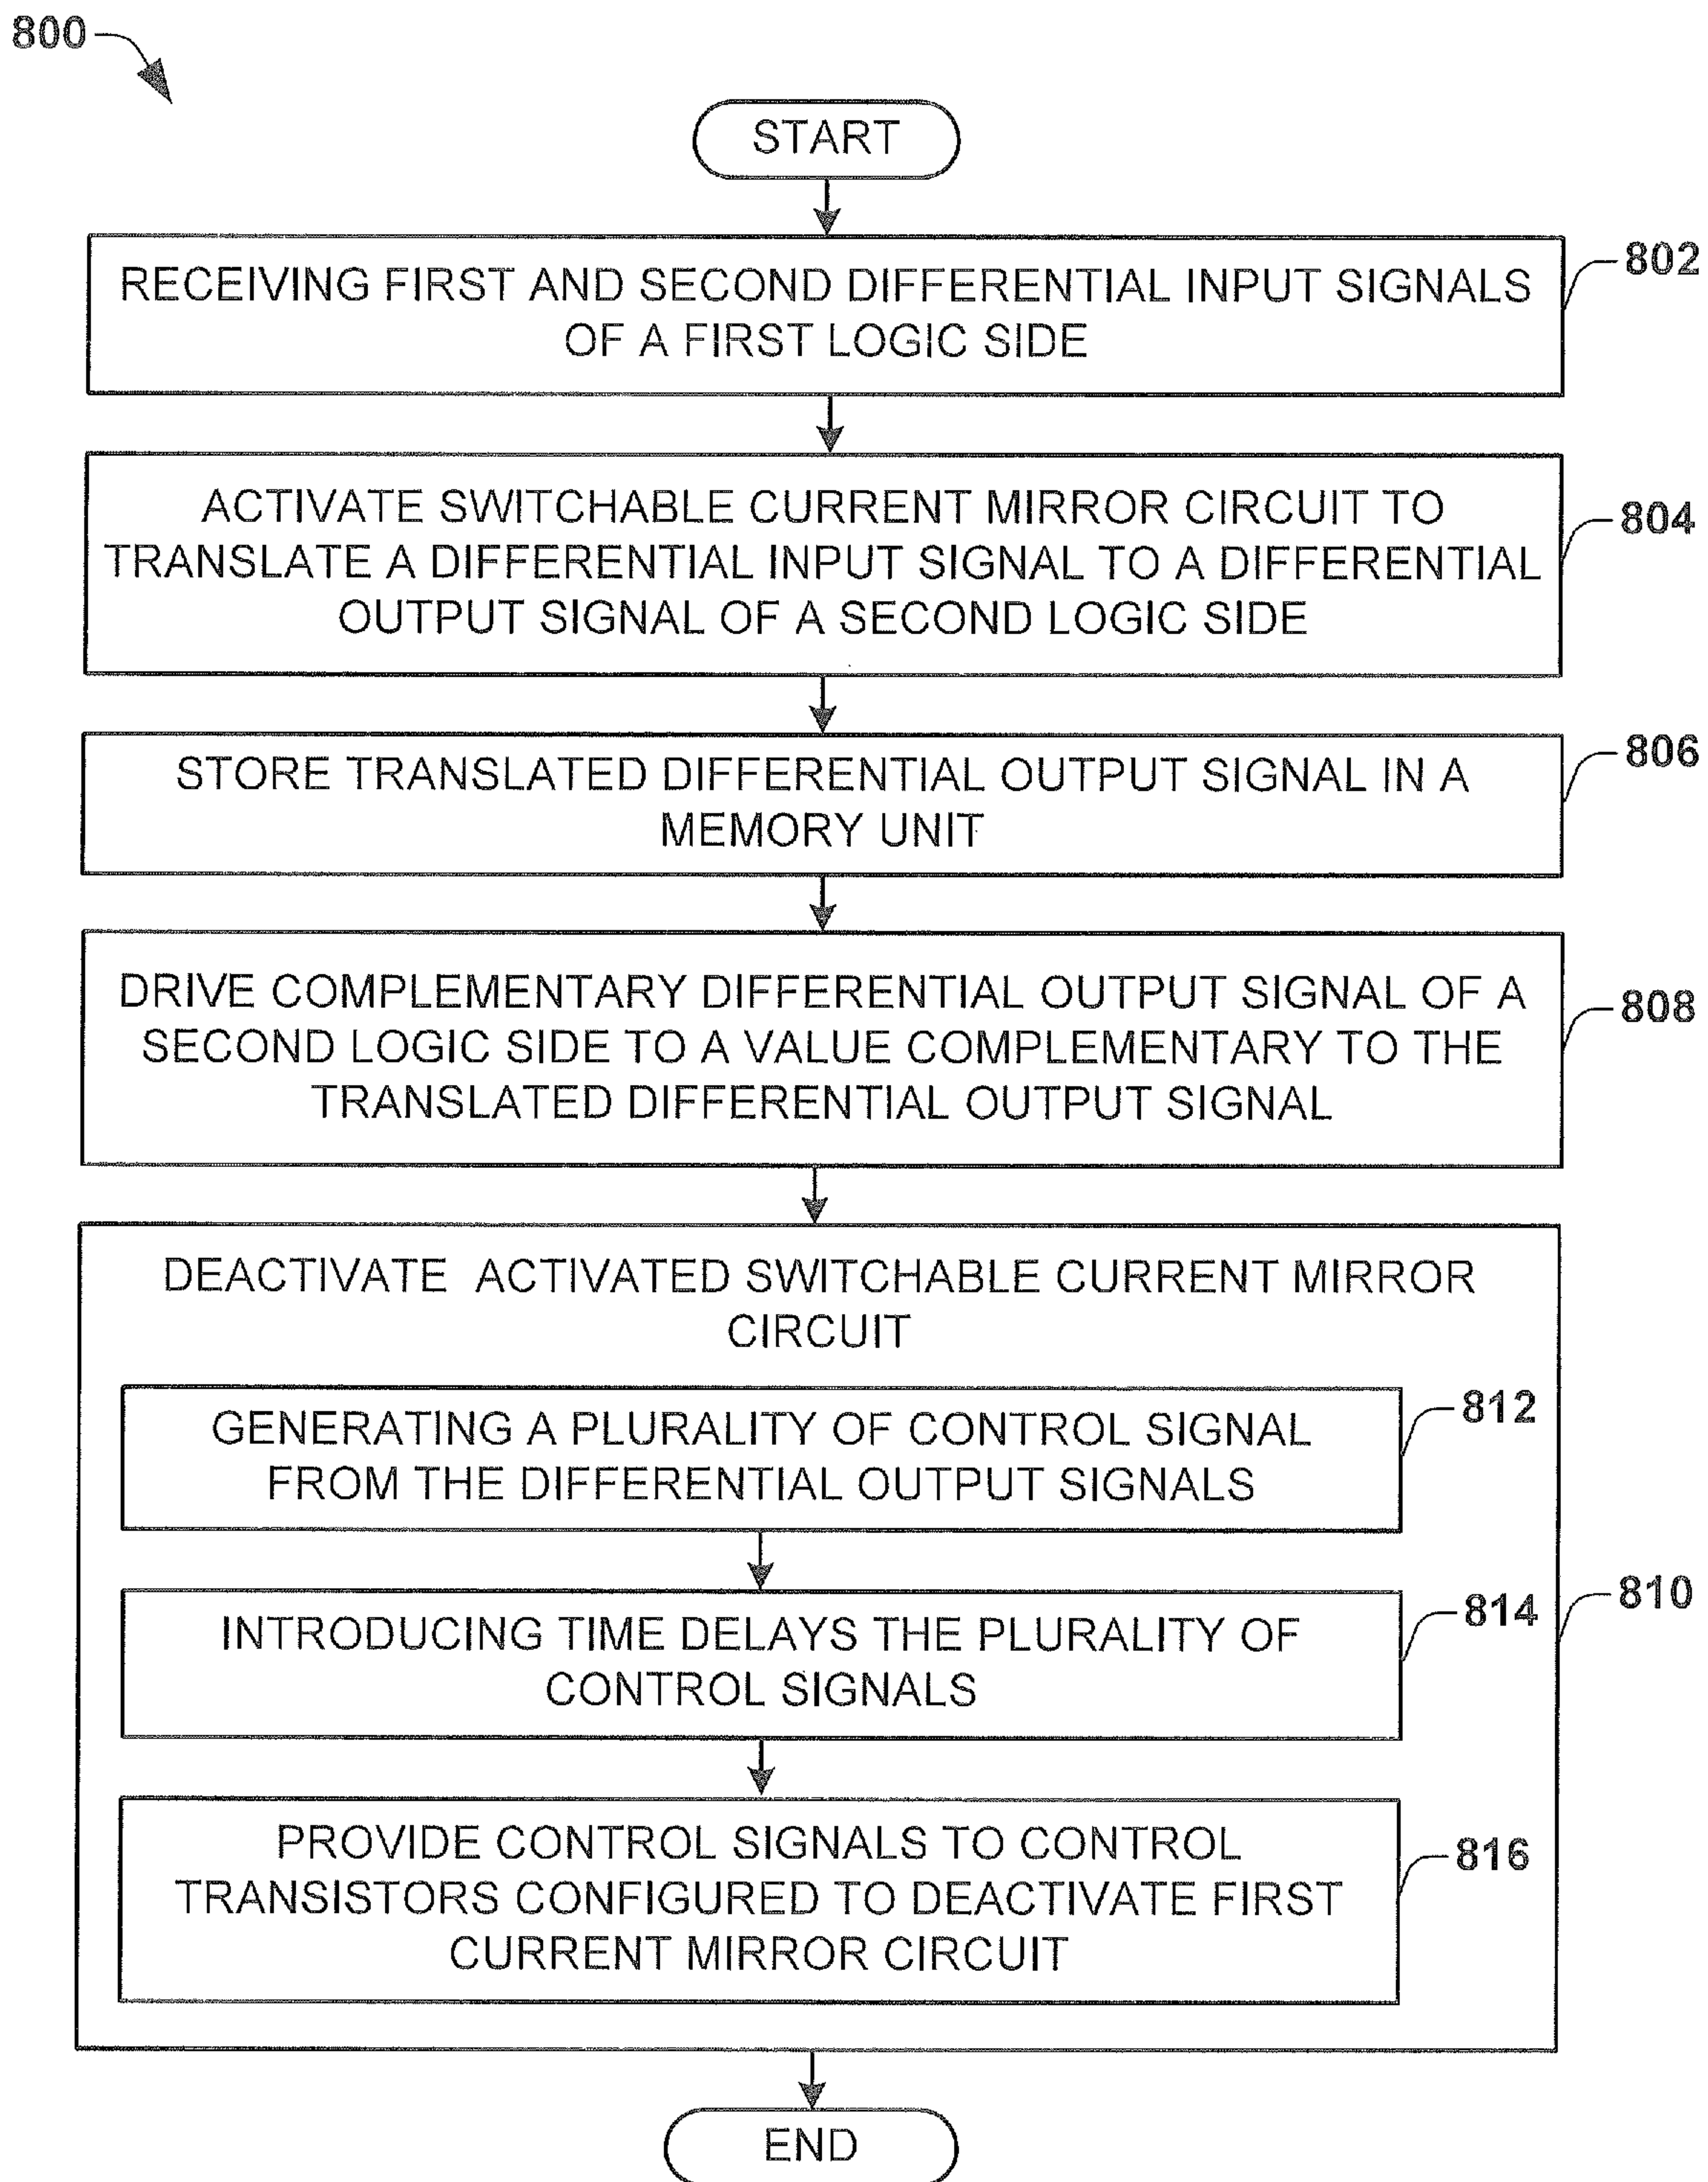 800
START
RECEIVING FIRST AND SECOND DIFFERENTIAL INPUT SIGNALS
OF A FIRST LOGIC SIDE
802
ACTIVATE SWITCHABLE CURRENT MIRROR CIRCUIT TO
TRANSLATE A DIFFERENTIAL INPUT SIGNAL TO A DIFFERENTIAL
OUTPUT SIGNAL OF A SECOND LOGIC SIDE
804
STORE TRANSLATED DIFFERENTIAL OUTPUT SIGNAL IN A
MEMORY UNIT
806
DRIVE COMPLEMENTARY DIFFERENTIAL OUTPUT SIGNAL OF A
SECOND LOGIC SIDE TO A VALUE COMPLEMENTARY TO THE
TRANSLATED DIFFERENTIAL OUTPUT SIGNAL
808
DEACTIVATE ACTIVATED SWITCHABLE CURRENT MIRROR
CIRCUIT
GENERATING A PLURALITY OF CONTROL SIGNAL
FROM THE DIFFERENTIAL OUTPUT SIGNALS
812
INTRODUCING TIME DELAYS THE PLURALITY OF
CONTROL SIGNALS
814
810
PROVIDE CONTROL SIGNALS TO CONTROL
TRANSISTORS CONFIGURED TO DEACTIVATE FIRST
CURRENT MIRROR CIRCUIT
816
END